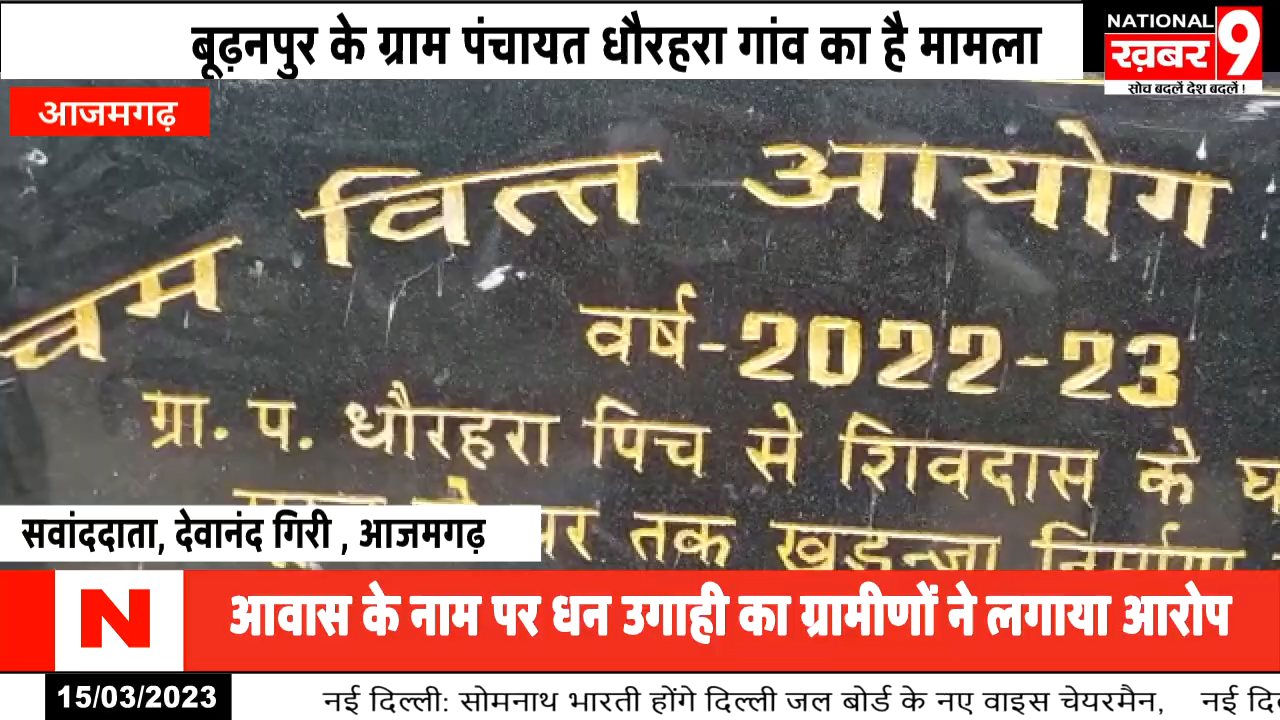 बूढ़नपुर के ग्राम पंचायत धौरहरा गांव का है मामला
NATIONAL
ख़बर 9
सोच बदलें देश बदलें !
आजमगढ़
वित्त आयोग
वर्ष-2022-23
ग्रा. प. धौरहरा पिच से शिवदास के
तक खड़न्जा निर्माण
सवांददाता, देवानंद गिरी , आजमगढ़
N
आवास के नाम पर धन उगाही का ग्रामीणों ने लगाया आरोप
15/03/2023
नई दिल्ली: सोमनाथ भारती होंगे दिल्ली जल बोर्ड के नए वाइस चेयरमैन, नई